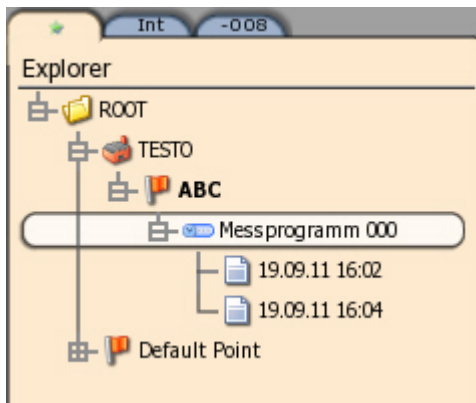 Int -008
Explorer
ROOT
TESTO
ABC
Messprogramm 000
19.09.11 16:02
19.09.11 16:04
Default Point